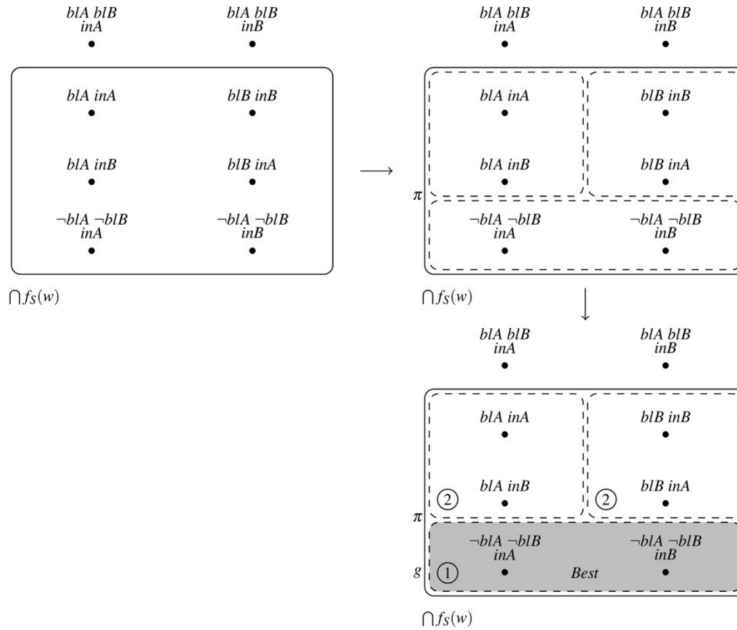 blA blB blA blB
inA inB
blA inA blB inB
blA inB blB inA
¬blA ¬blB ¬blA ¬blB
inA inB
⋂fS(w)
blA blB blA blB
inA inB
blA inA blB inB
blA inB blB inA
π
¬blA ¬blB ¬blA ¬blB
inA inB
⋂fS(w)
blA blB blA blB
inA inB
blA inA blB inB
blA inB blB inA
② ②
π
¬blA ¬blB ¬blA ¬blB
inA inB
g ① Best
⋂fS(w)